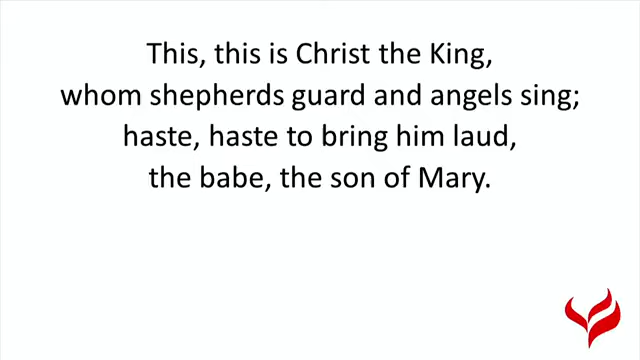 This, this is Christ the King,
whom shepherds guard and angels sing;
haste, haste to bring him laud,
the babe, the son of Mary.